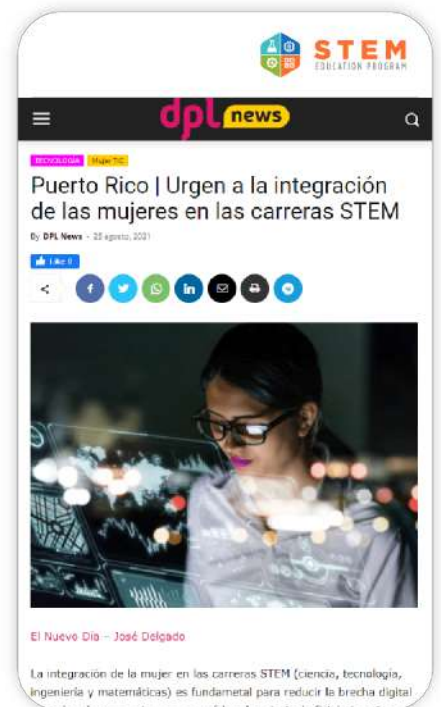 STEM
EDUCATION PROGRAM
dpl news
TECNOLOGÍA Mujer TIC
Puerto Rico | Urgen a la integración
de las mujeres en las carreras STEM
By DPL News - 25 agosto, 2021
Like 0
El Nuevo Día – José Delgado
La integración de la mujer en las carreras STEM (ciencia, tecnología,
ingeniería y matemáticas) es fundametal para reducir la brecha digital